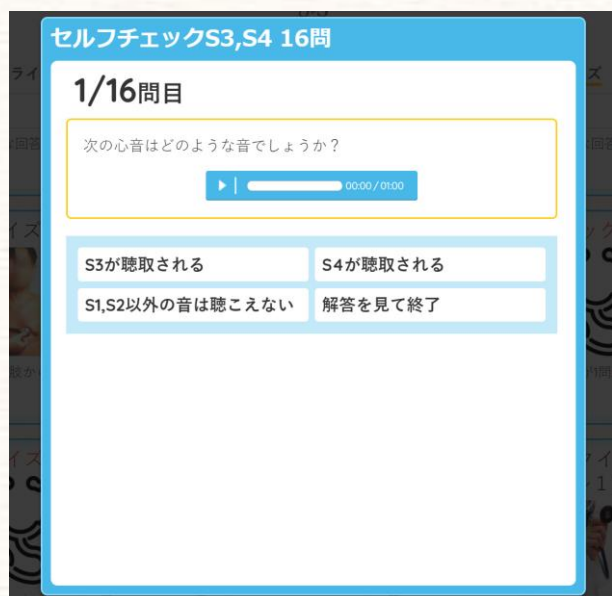 セルフチェックS3,S4 16問
1/16問目
次の心音はどのような音でしょうか？
00:00 / 01:00
S3が聴取される
S4が聴取される
S1,S2以外の音は聴こえない
解答を見て終了